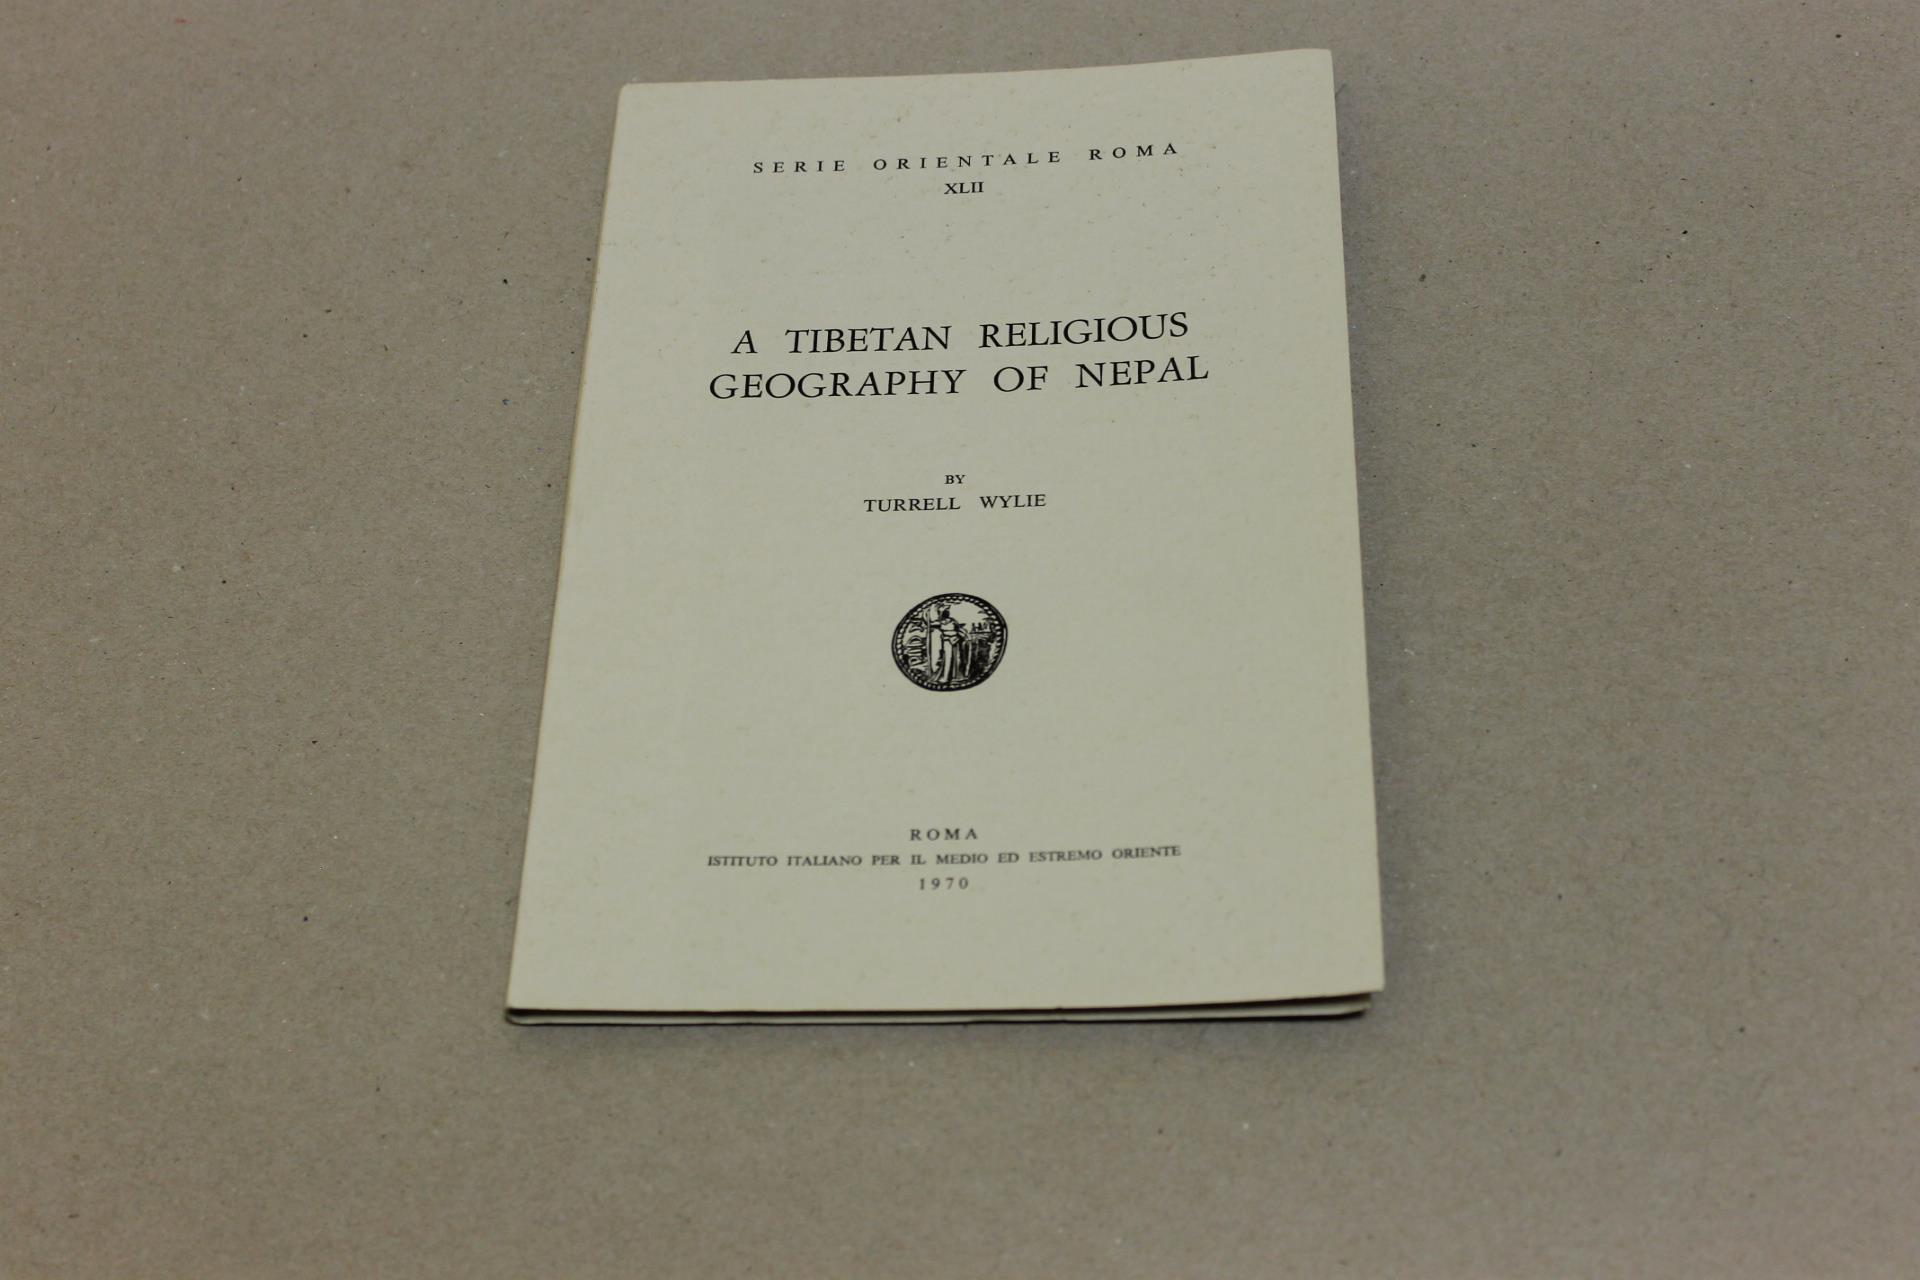 SERIE ORIENTALE ROMA
XLII
A TIBETAN RELIGIOUS
GEOGRAPHY OF NEPAL
BY
TURRELL WYLIE
ROMA
ISTITUTO ITALIANO PER IL MEDIO ED ESTREMO ORIENTE
1970